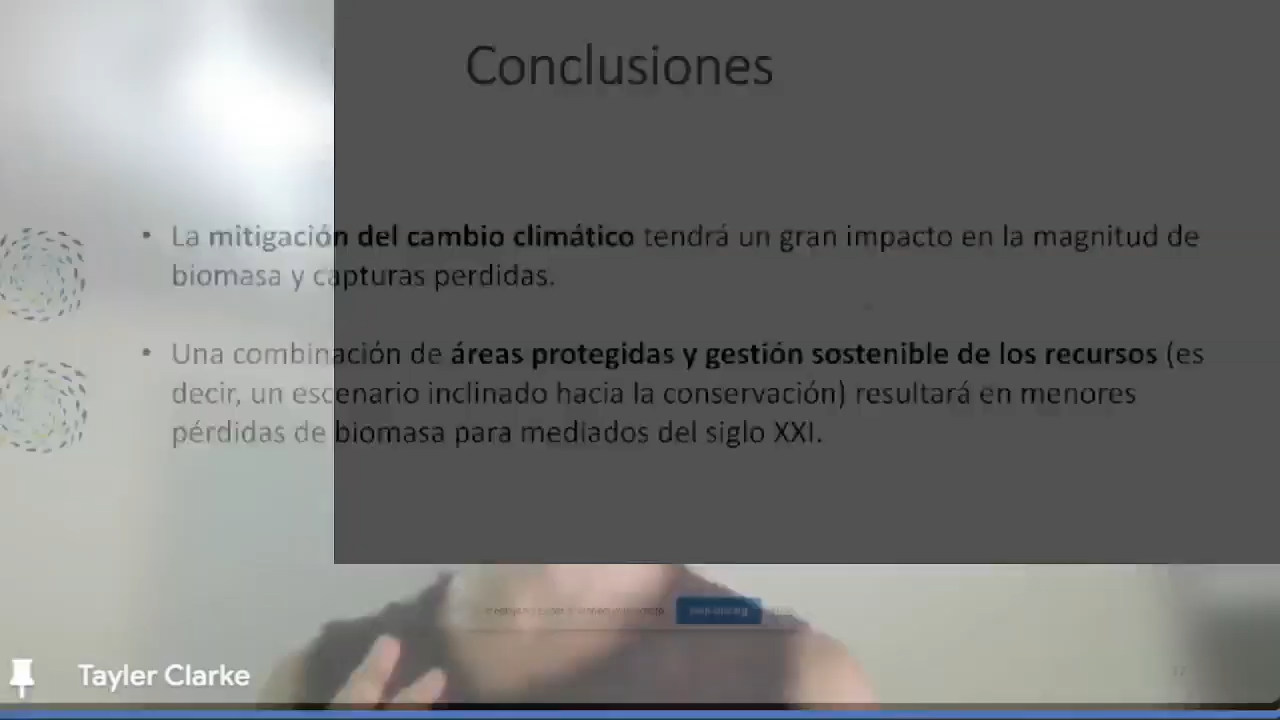 Conclusiones
• La mitigación del cambio climático tendrá un gran impacto en la magnitud de
biomasa y capturas perdidas.
• Una combinación de áreas protegidas y gestión sostenible de los recursos (es
decir, un escenario inclinado hacia la conservación) resultará en menores
pérdidas de biomasa para mediados del siglo XXI.
Tayler Clarke